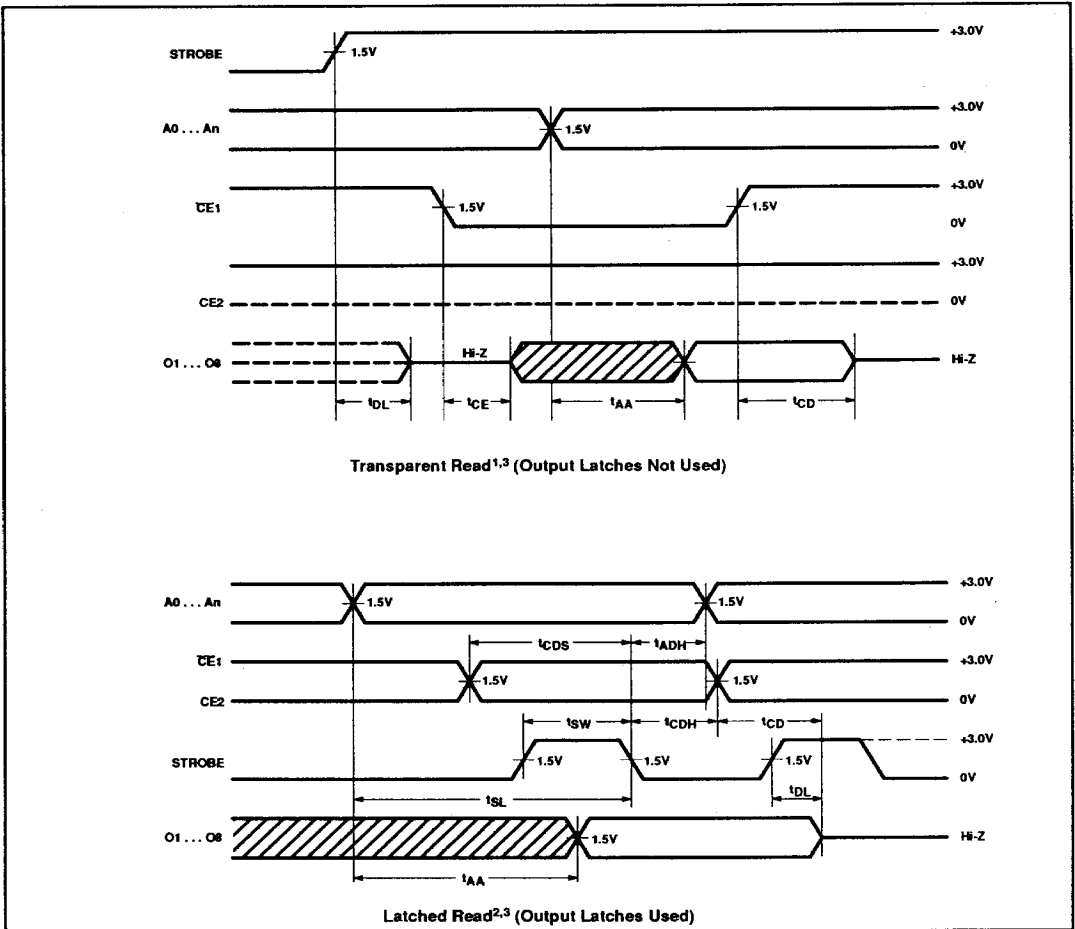 STROBE 1.5V +3.0V
A0 . . . An 1.5V +3.0V
0V
C̅E̅1 1.5V 1.5V +3.0V
0V
+3.0V
CE2 0V
O1 . . . O8 Hi-Z Hi-Z
tDL tCE tAA tCD
Transparent Read1,3 (Output Latches Not Used)
A0 . . . An 1.5V 1.5V +3.0V
0V
tCDS tADH
C̅E̅1 +3.0V
1.5V 1.5V
CE2 0V
tSW tCDH tCD
+3.0V
STROBE 1.5V 1.5V 1.5V
0V
tSL tDL
O1 . . . O8 1.5V Hi-Z
tAA
Latched Read2,3 (Output Latches Used)